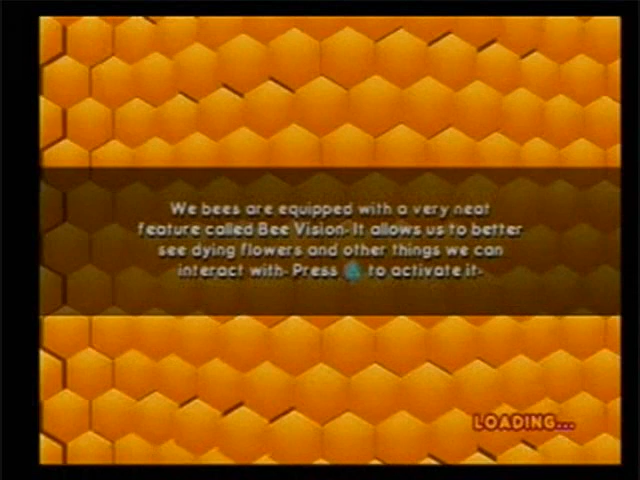 We bees are equipped with a very neat
feature called Bee Vision. It allows us to better
see dying flowers and other things we can
interact with. Press to activate it.
LOADING...